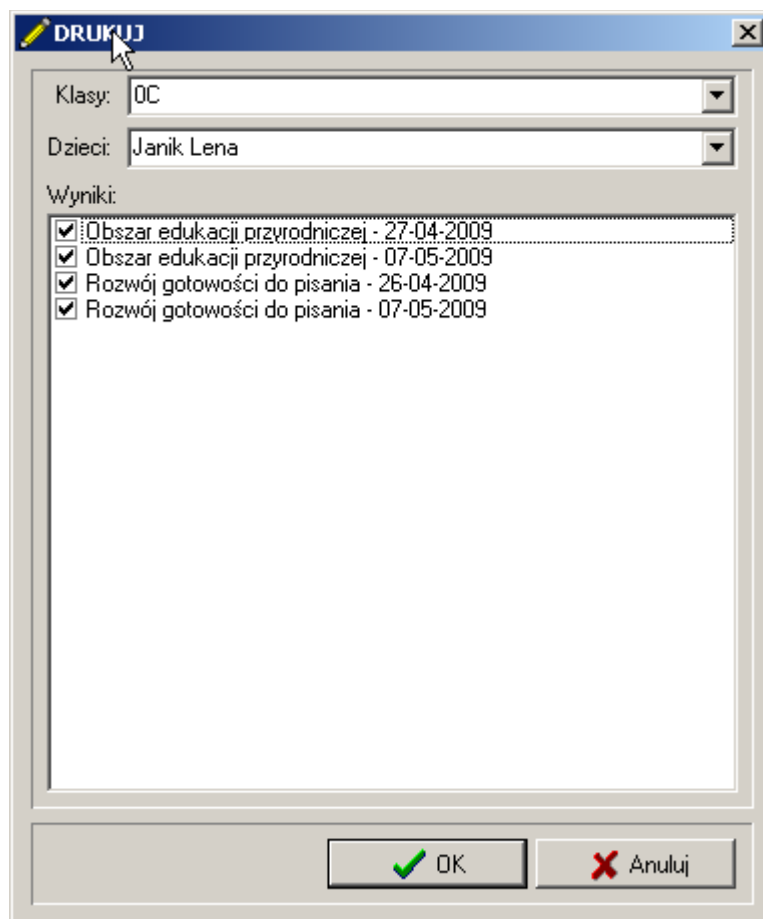 DRUKUJ
Klasy: 0C
Dzieci: Janik Lena
Wyniki:
Obszar edukacji przyrodniczej - 27-04-2009
Obszar edukacji przyrodniczej - 07-05-2009
Rozwój gotowości do pisania - 26-04-2009
Rozwój gotowości do pisania - 07-05-2009
OK Anuluj